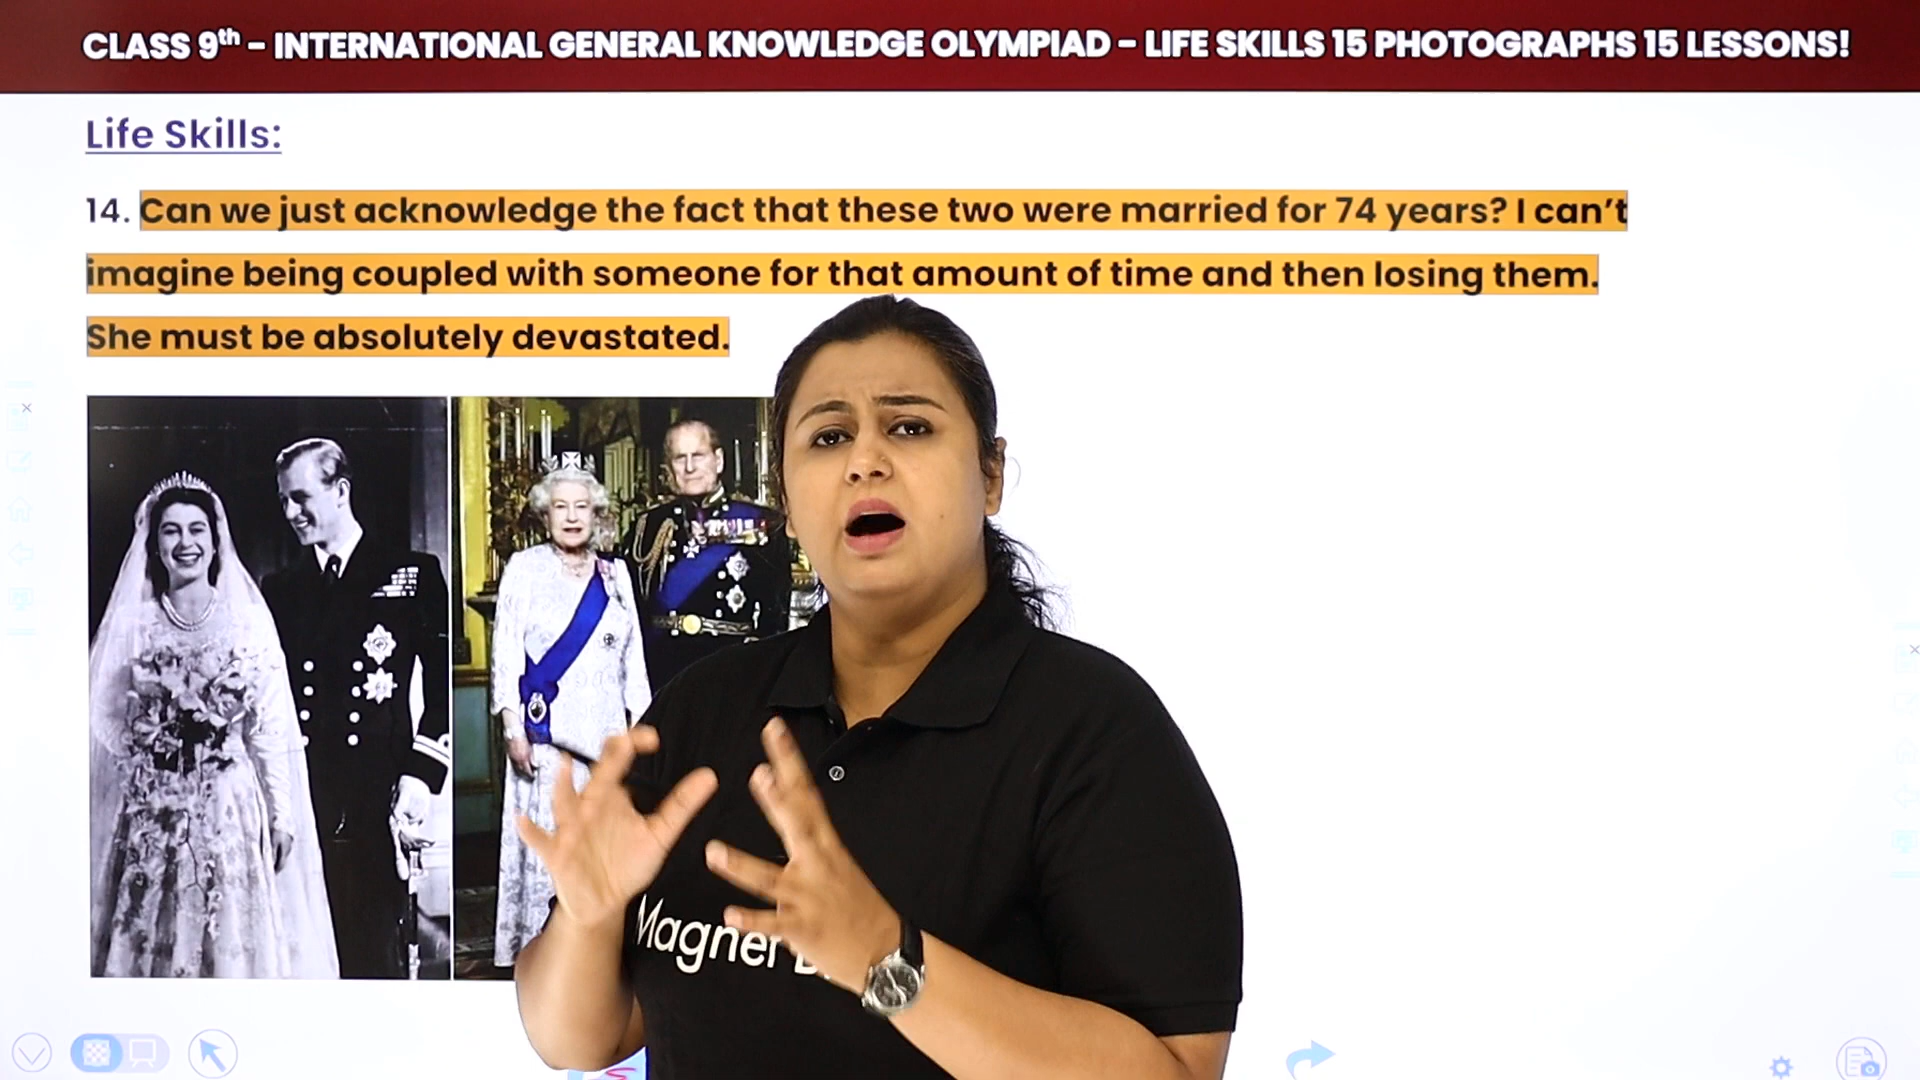 CLASS 9th – INTERNATIONAL GENERAL KNOWLEDGE OLYMPIAD – LIFE SKILLS 15 PHOTOGRAPHS 15 LESSONS!
Life Skills:
14. Can we just acknowledge the fact that these two were married for 74 years? I can't
imagine being coupled with someone for that amount of time and then losing them.
She must be absolutely devastated.
Magnet